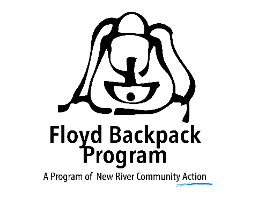 Floyd Backpack
Program
A Program of New River Community Action